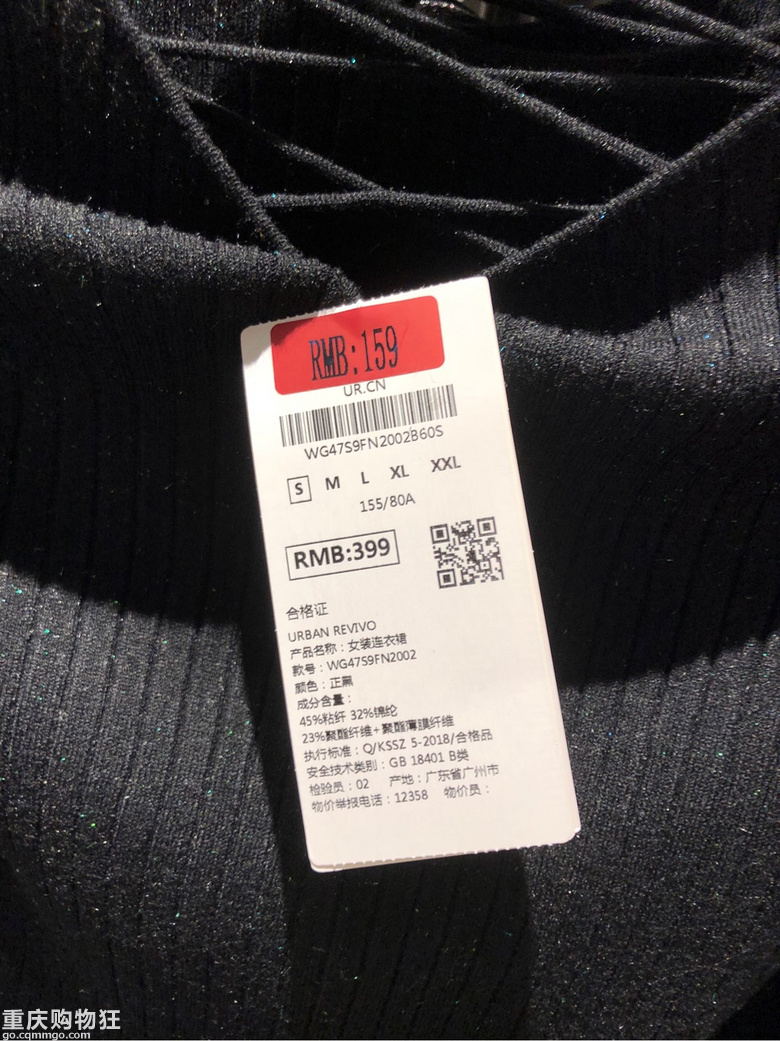 RMB:159
UR.CN
WG47S9FN2002B60S
S M L XL XXL
155/80A
RMB:399
合格证
URBAN REVIVO
产品名称：女装连衣裙
款号：WG47S9FN2002
颜色：正黑
成分含量：
45%粘纤 32%锦纶
23%聚酯纤维+聚酯薄膜纤维
执行标准：Q/KSSZ 5-2018/合格品
安全技术类别：GB 18401 B类
检验员：02 产地：广东省广州市
物价举报电话：12358 物价员：
重庆购物狂
go.cqmmgo.com